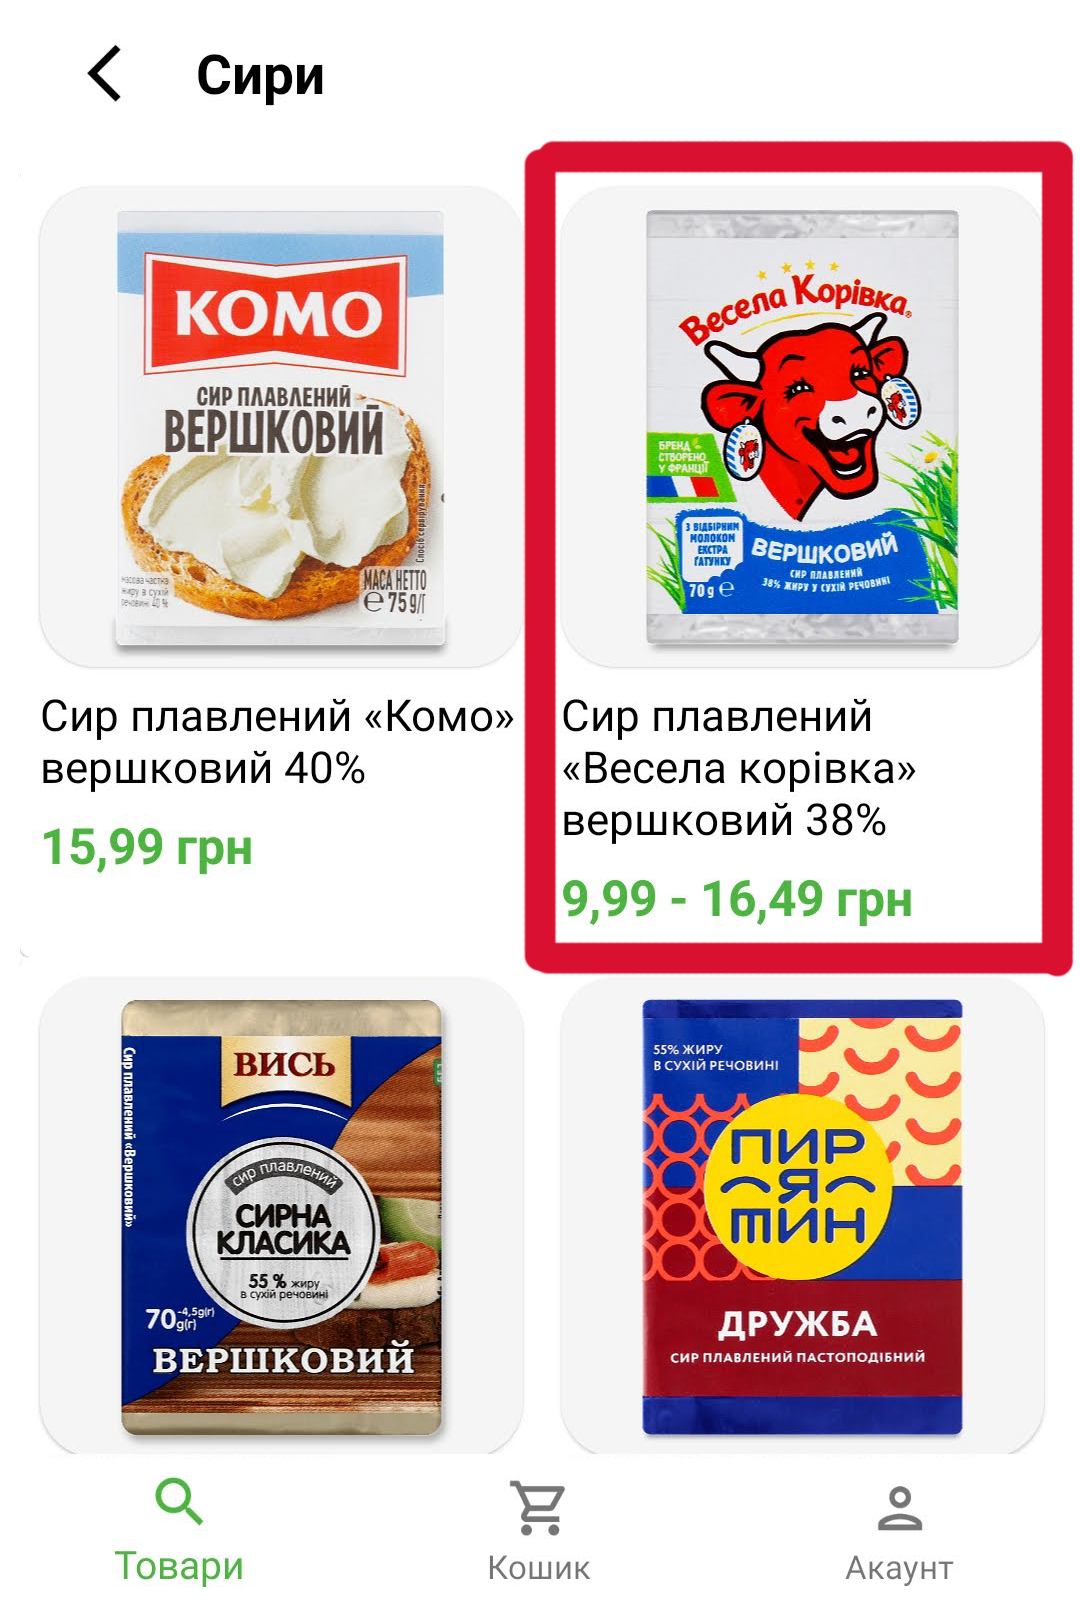 Сири
КОМО
СИР ПЛАВЛЕНИЙ
ВЕРШКОВИЙ
Спосіб сервірування
масова частка
жиру в сухій
речовині 40 %
МАСА НЕТТО
℮ 75 g/г
Весела Корівка
БРЕНД
СТВОРЕНО
У ФРАНЦІЇ
З ВІДБІРНИМ
МОЛОКОМ
ЕКСТРА
ҐАТУНКУ
70 g ℮
ВЕРШКОВИЙ
СИР ПЛАВЛЕНИЙ
38% ЖИРУ У СУХІЙ РЕЧОВИНІ
Сир плавлений «Комо»
вершковий 40%
15,99 грн
Сир плавлений
«Весела корівка»
вершковий 38%
9,99 - 16,49 грн
Сир плавлений «Вершковий»
ВИСЬ
сир плавлений
СИРНА
КЛАСИКА
55 % жиру
в сухій речовині
70 -4,5g(г)
g(г)
ВЕРШКОВИЙ
55% ЖИРУ
В СУХІЙ РЕЧОВИНІ
ПИР
Я
ТИН
ДРУЖБА
СИР ПЛАВЛЕНИЙ ПАСТОПОДІБНИЙ
Товари
Кошик
Акаунт